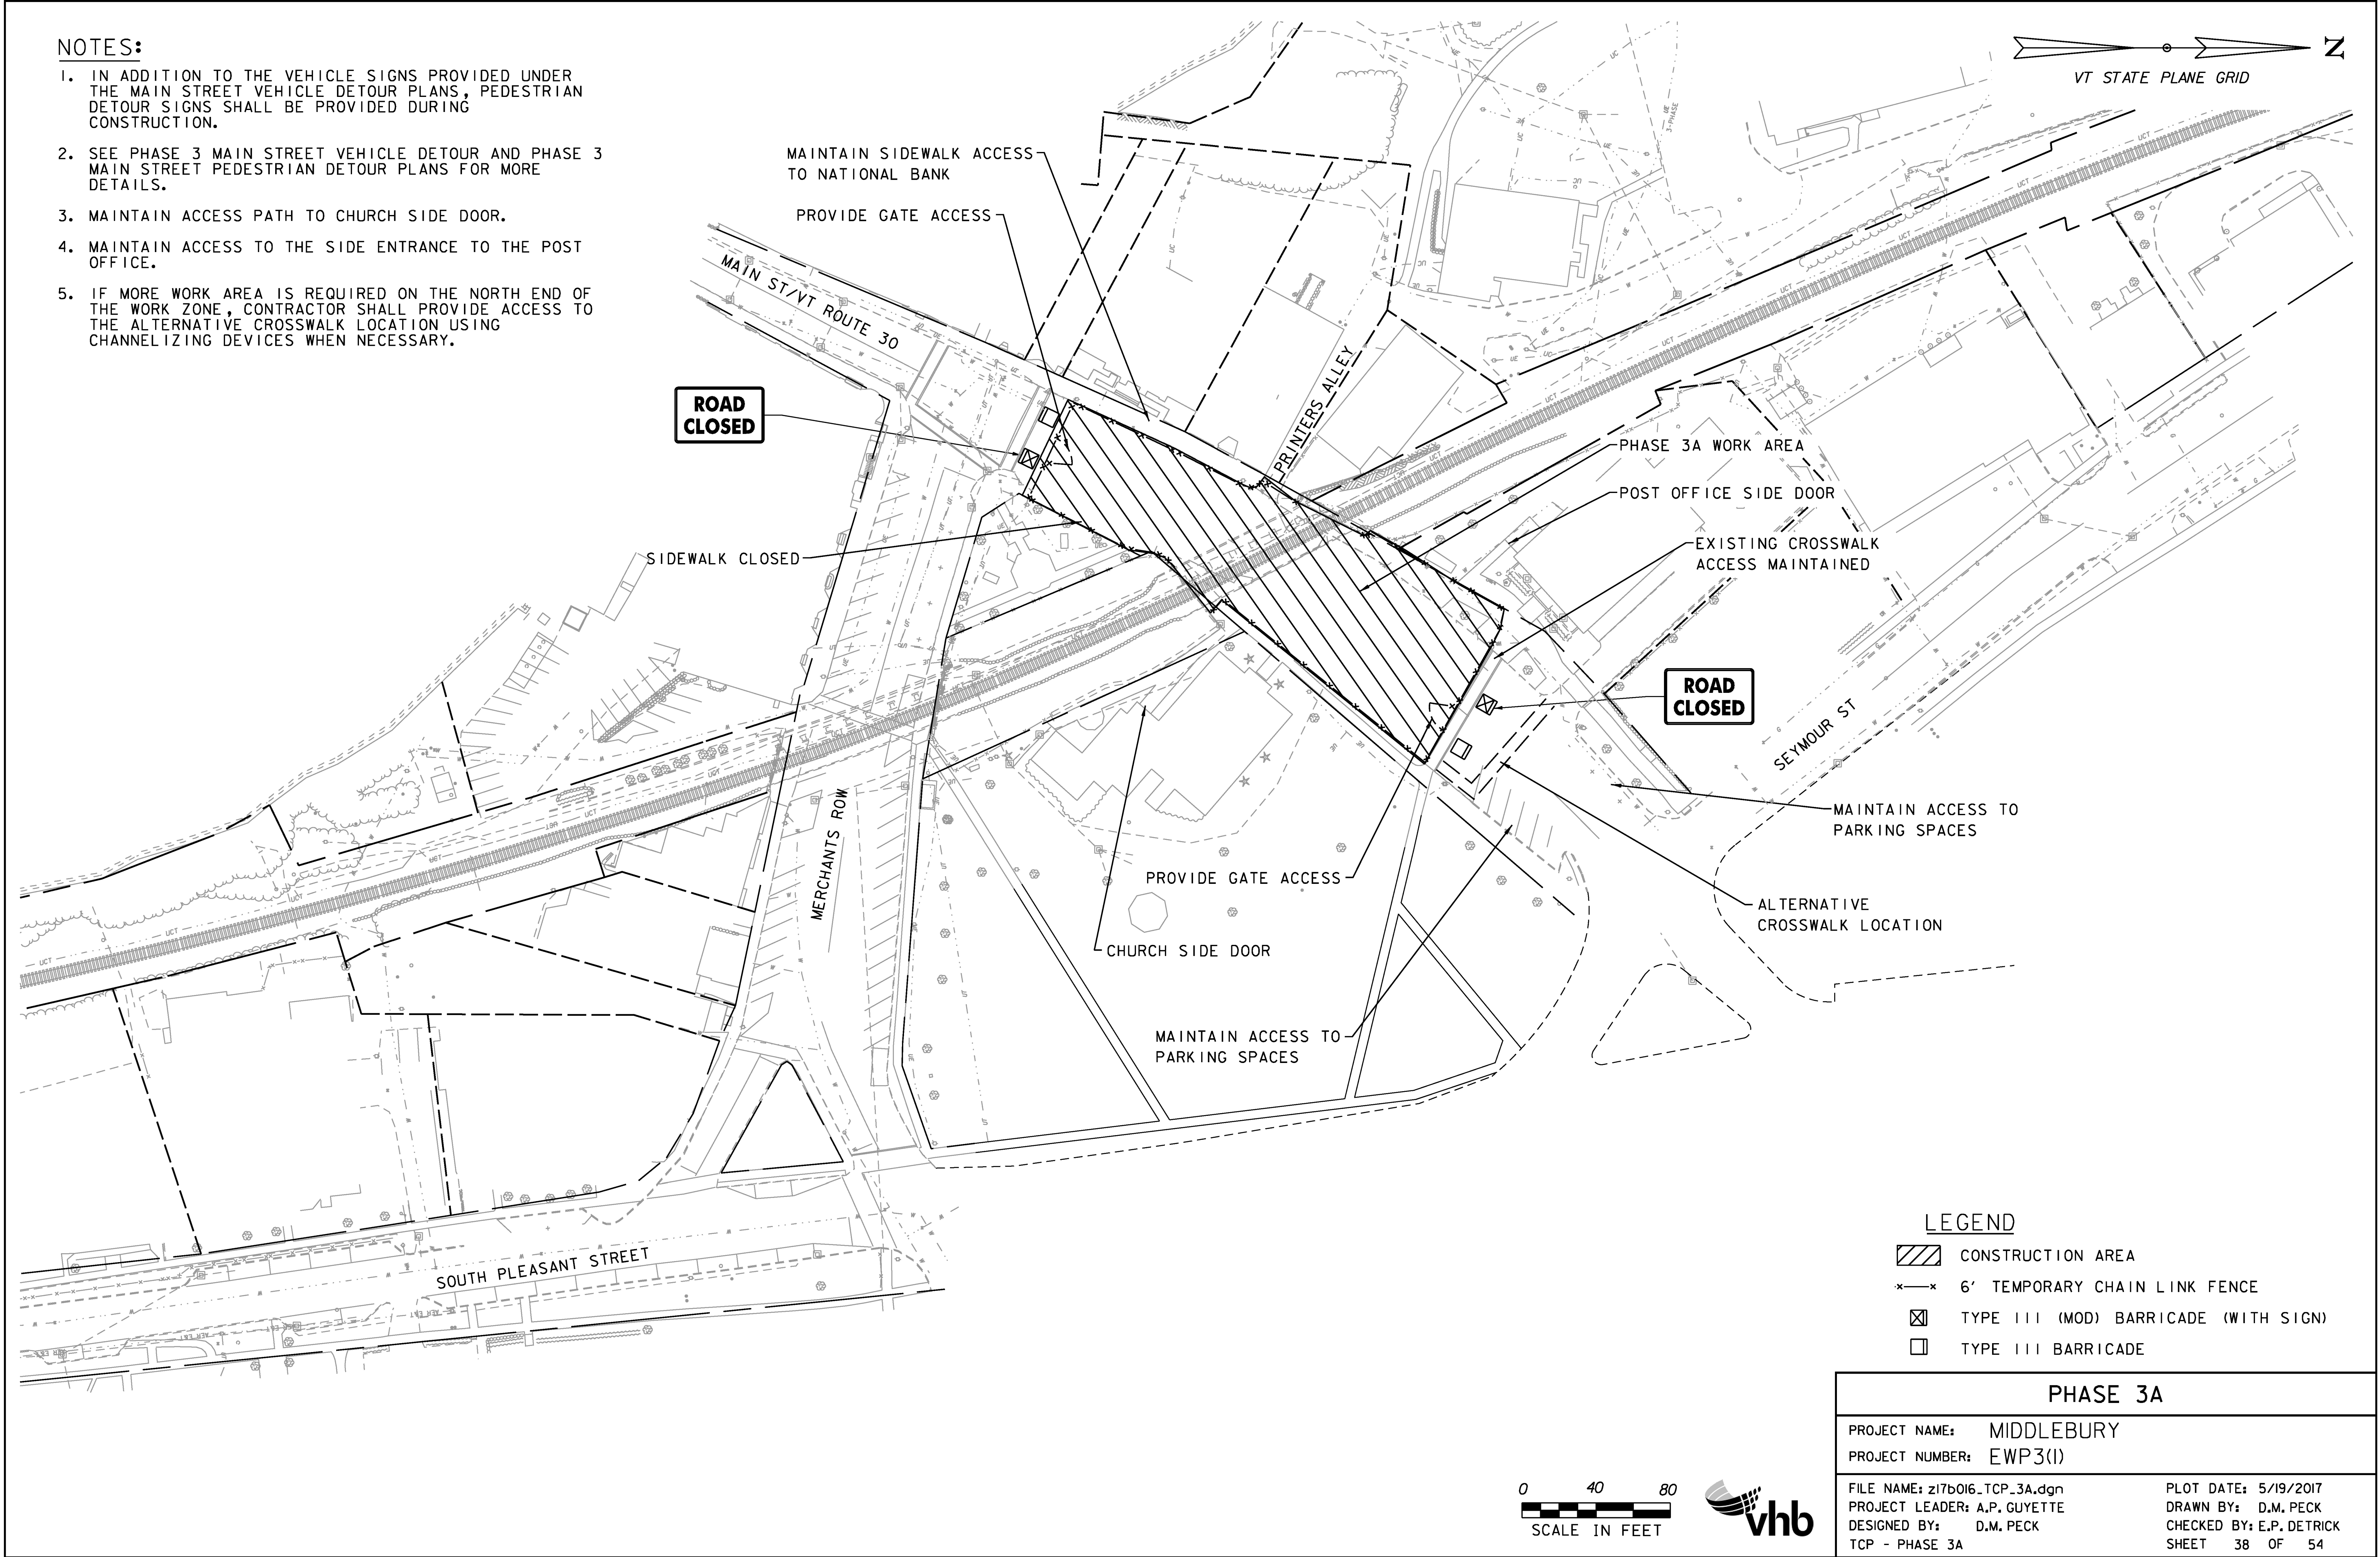 NOTES:
1. IN ADDITION TO THE VEHICLE SIGNS PROVIDED UNDER
THE MAIN STREET VEHICLE DETOUR PLANS, PEDESTRIAN
DETOUR SIGNS SHALL BE PROVIDED DURING
CONSTRUCTION.
2. SEE PHASE 3 MAIN STREET VEHICLE DETOUR AND PHASE 3
MAIN STREET PEDESTRIAN DETOUR PLANS FOR MORE
DETAILS.
3. MAINTAIN ACCESS PATH TO CHURCH SIDE DOOR.
4. MAINTAIN ACCESS TO THE SIDE ENTRANCE TO THE POST
OFFICE.
5. IF MORE WORK AREA IS REQUIRED ON THE NORTH END OF
THE WORK ZONE, CONTRACTOR SHALL PROVIDE ACCESS TO
THE ALTERNATIVE CROSSWALK LOCATION USING
CHANNELIZING DEVICES WHEN NECESSARY.
N
VT STATE PLANE GRID
MAINTAIN SIDEWALK ACCESS
TO NATIONAL BANK
PROVIDE GATE ACCESS
MAIN ST/VT ROUTE 30
ROAD
CLOSED
PRINTERS ALLEY
3-PHASE
PHASE 3A WORK AREA
POST OFFICE SIDE DOOR
EXISTING CROSSWALK
ACCESS MAINTAINED
SIDEWALK CLOSED
ROAD
CLOSED
SEYMOUR ST
MAINTAIN ACCESS TO
PARKING SPACES
MERCHANTS ROW
PROVIDE GATE ACCESS
ALTERNATIVE
CROSSWALK LOCATION
CHURCH SIDE DOOR
MAINTAIN ACCESS TO
PARKING SPACES
SOUTH PLEASANT STREET
LEGEND
CONSTRUCTION AREA
6' TEMPORARY CHAIN LINK FENCE
TYPE III (MOD) BARRICADE (WITH SIGN)
TYPE III BARRICADE
0 40 80
SCALE IN FEET
vhb
PHASE 3A
PROJECT NAME: MIDDLEBURY
PROJECT NUMBER: EWP3(1)
FILE NAME: z17b016_TCP_3A.dgn PLOT DATE: 5/19/2017
PROJECT LEADER: A.P. GUYETTE DRAWN BY: D.M. PECK
DESIGNED BY: D.M. PECK CHECKED BY: E.P. DETRICK
TCP - PHASE 3A SHEET 38 OF 54